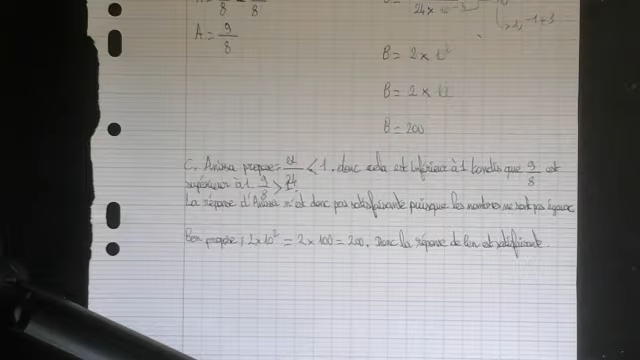 8 8
24 × 10
A = 9/8
B = 2 × 10²
B = 2 ×
B = 200
C. Anissa propose: < 1. donc cela est inférieur à 1 tandis que 9/8 est
supérieur à 1 9/8 >
La réponse d'Anissa n'est donc pas satisfaisante puisque les nombres ne sont pas égaux
Ben propose: 2×10² = 2 × 100 = 200. Donc la réponse de Ben est satisfaisante.